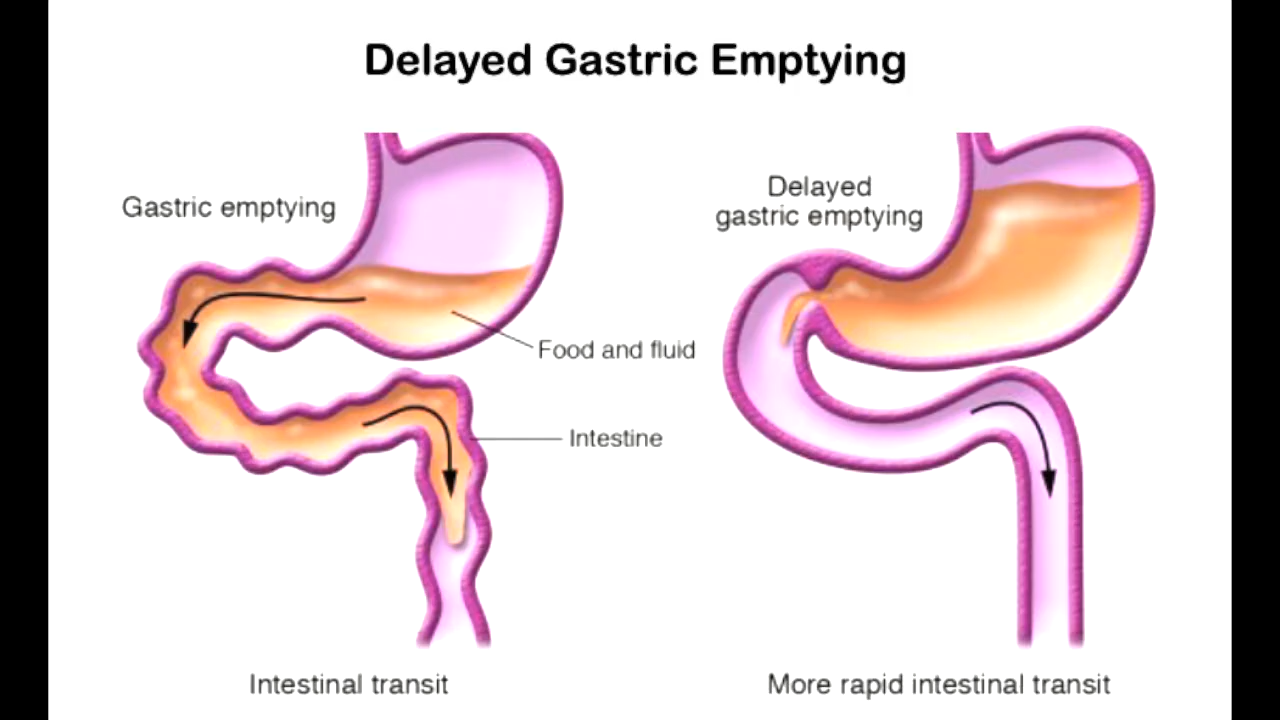 Delayed Gastric Emptying
Gastric emptying
Food and fluid
Intestine
Intestinal transit
Delayed
gastric emptying
More rapid intestinal transit